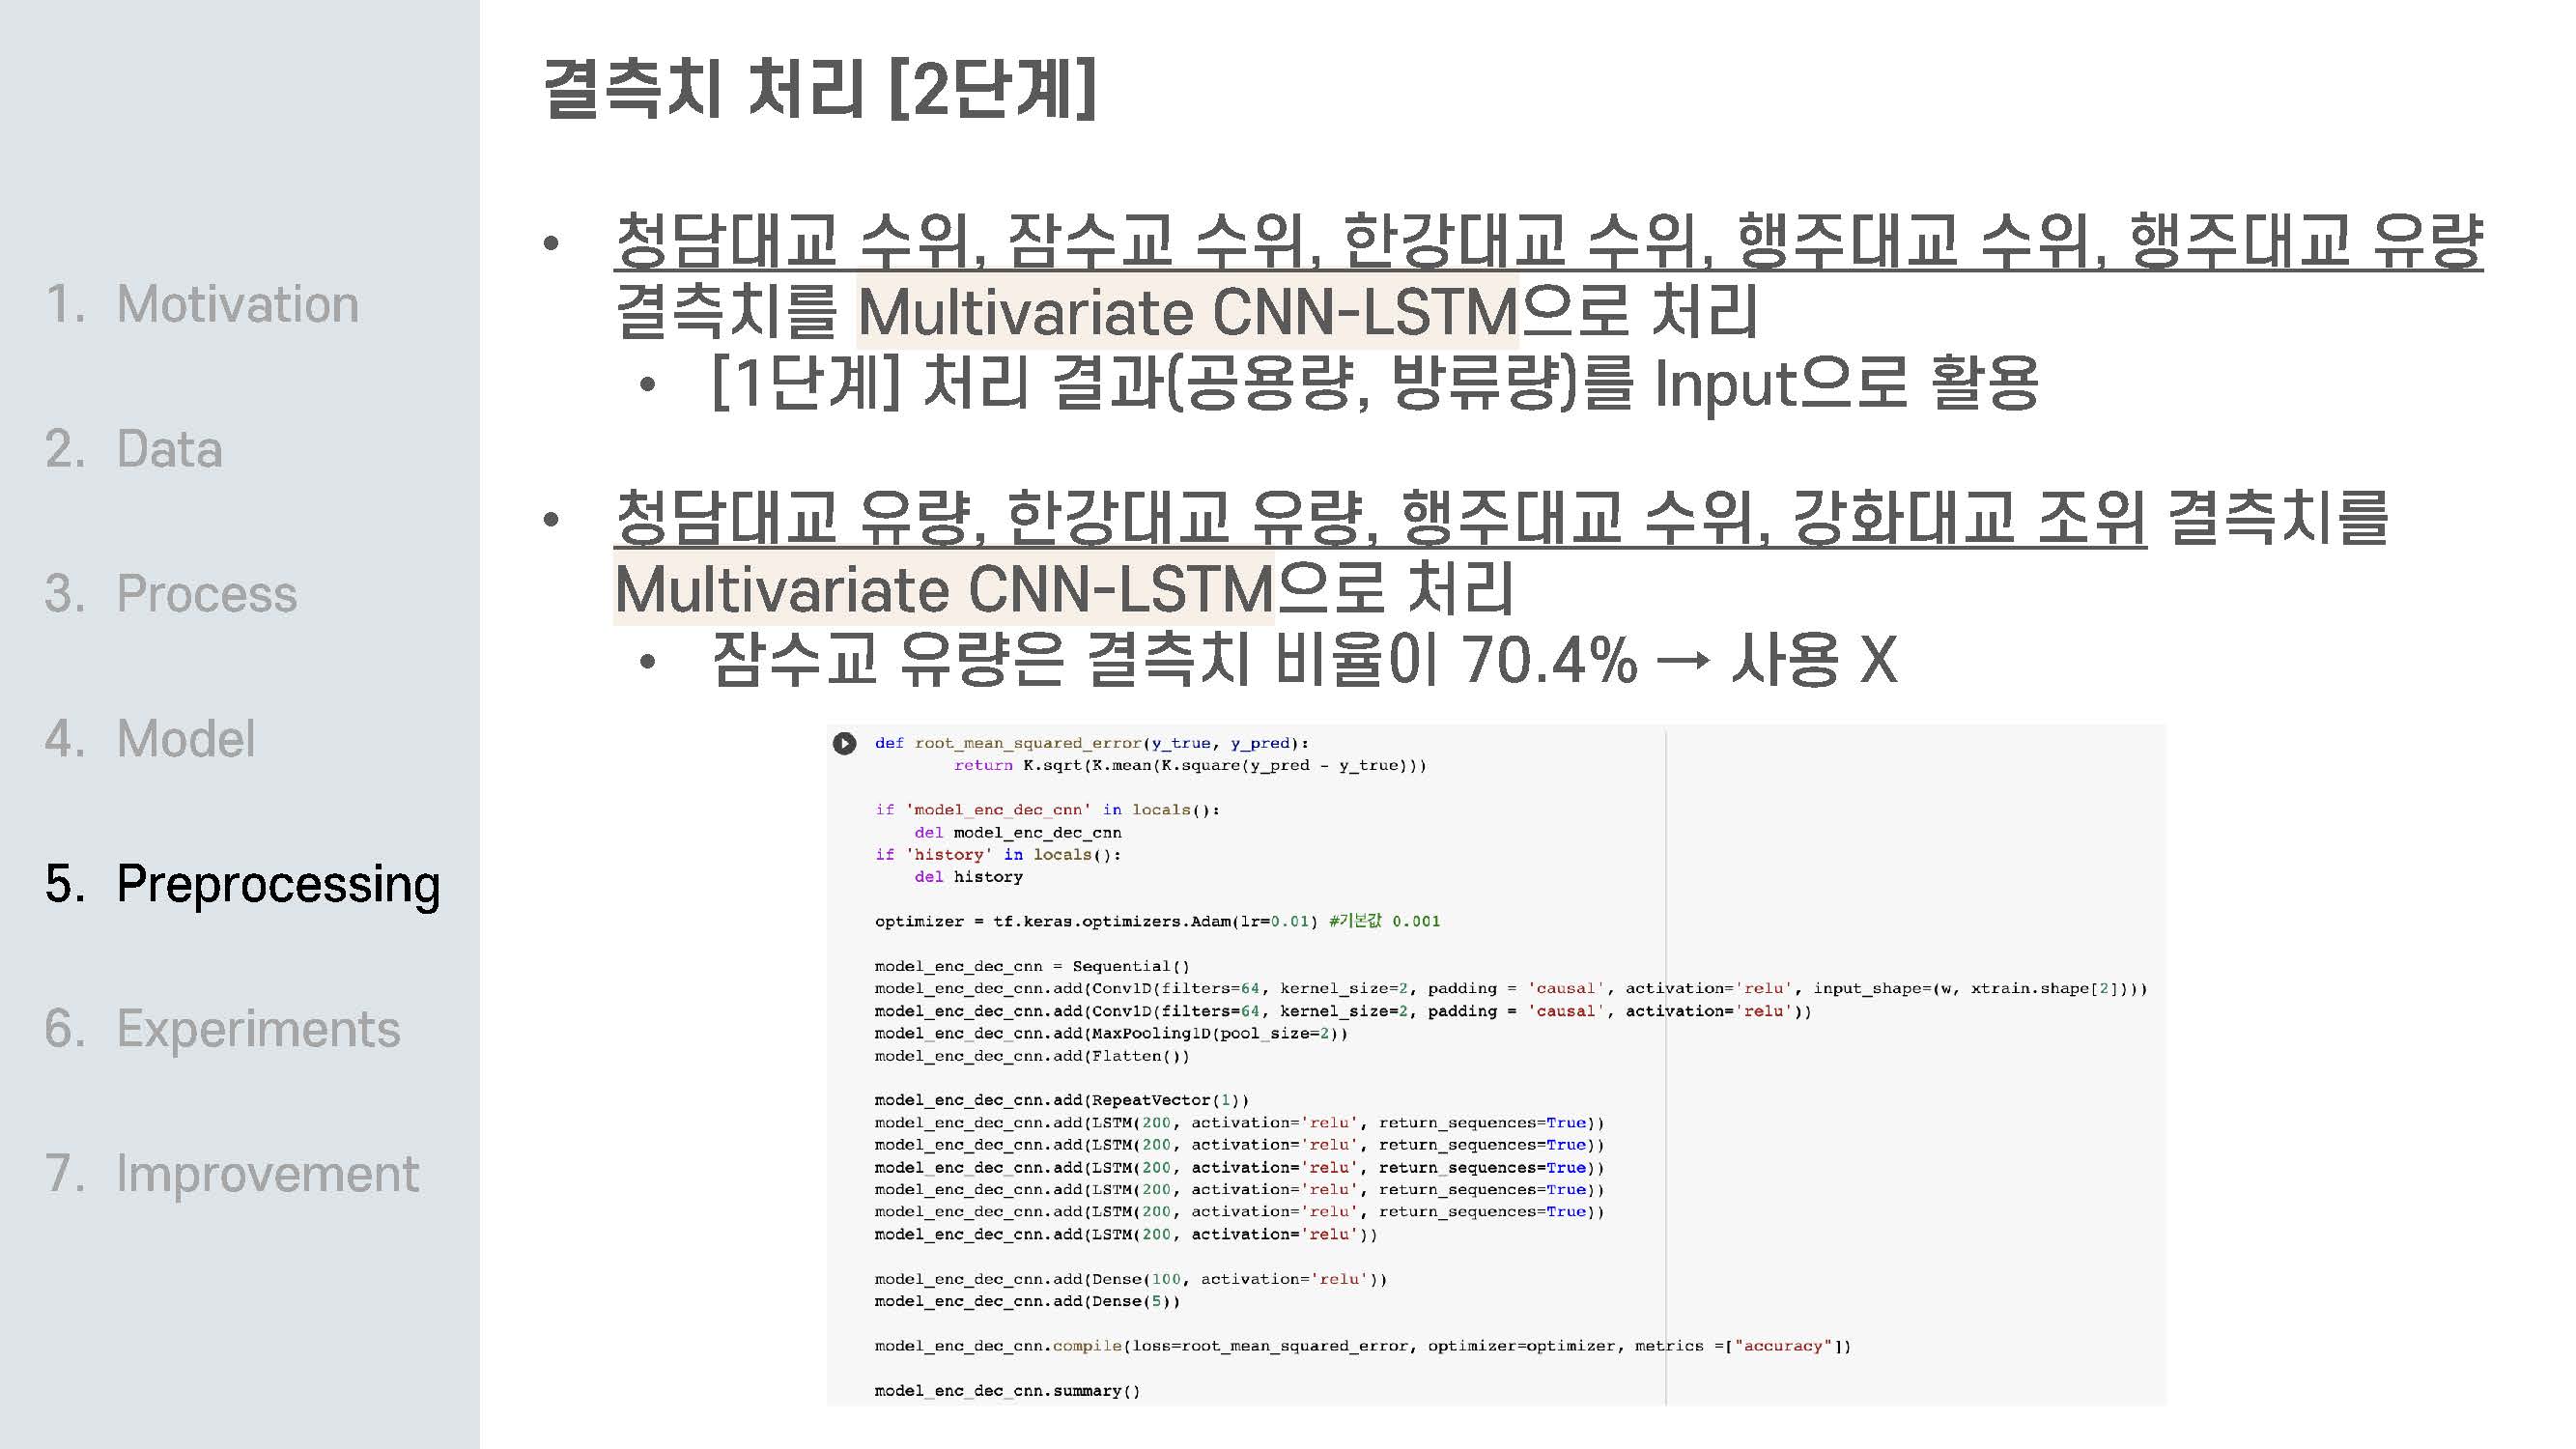 1. Motivation
2. Data
3. Process
4. Model
5. Preprocessing
6. Experiments
7. Improvement
결측치 처리 [2단계]
• 청담대교 수위, 잠수교 수위, 한강대교 수위, 행주대교 수위, 행주대교 유량
결측치를 Multivariate CNN-LSTM으로 처리
• [1단계] 처리 결과(공용량, 방류량)를 Input으로 활용
• 청담대교 유량, 한강대교 유량, 행주대교 수위, 강화대교 조위 결측치를
Multivariate CNN-LSTM으로 처리
• 잠수교 유량은 결측치 비율이 70.4% → 사용 X
def root_mean_squared_error(y_true, y_pred):
        return K.sqrt(K.mean(K.square(y_pred - y_true)))
if 'model_enc_dec_cnn' in locals():
    del model_enc_dec_cnn
if 'history' in locals():
    del history
optimizer = tf.keras.optimizers.Adam(lr=0.01) #기본값 0.001
model_enc_dec_cnn = Sequential()
model_enc_dec_cnn.add(Conv1D(filters=64, kernel_size=2, padding = 'causal', activation='relu', input_shape=(w, xtrain.shape[2])))
model_enc_dec_cnn.add(Conv1D(filters=64, kernel_size=2, padding = 'causal', activation='relu'))
model_enc_dec_cnn.add(MaxPooling1D(pool_size=2))
model_enc_dec_cnn.add(Flatten())
model_enc_dec_cnn.add(RepeatVector(1))
model_enc_dec_cnn.add(LSTM(200, activation='relu', return_sequences=True))
model_enc_dec_cnn.add(LSTM(200, activation='relu', return_sequences=True))
model_enc_dec_cnn.add(LSTM(200, activation='relu', return_sequences=True))
model_enc_dec_cnn.add(LSTM(200, activation='relu', return_sequences=True))
model_enc_dec_cnn.add(LSTM(200, activation='relu', return_sequences=True))
model_enc_dec_cnn.add(LSTM(200, activation='relu'))
model_enc_dec_cnn.add(Dense(100, activation='relu'))
model_enc_dec_cnn.add(Dense(5))
model_enc_dec_cnn.compile(loss=root_mean_squared_error, optimizer=optimizer, metrics =["accuracy"])
model_enc_dec_cnn.summary()